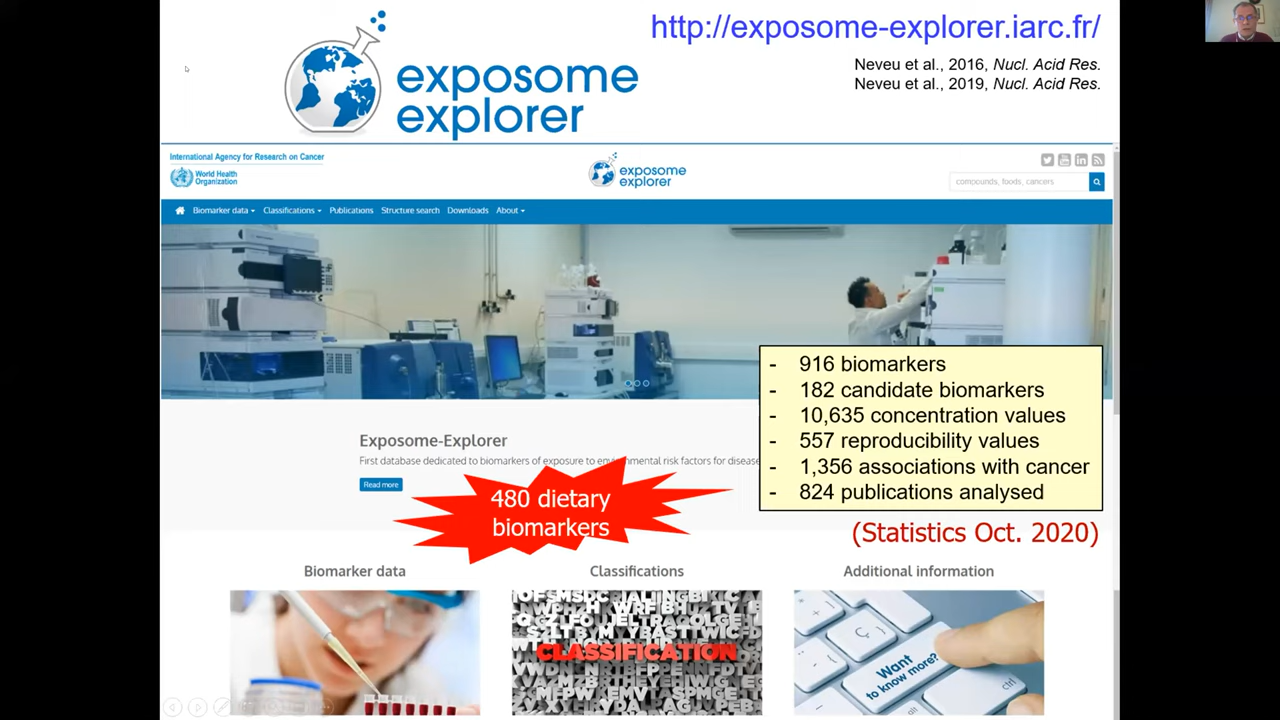 http://exposome-explorer.iarc.fr/
exposome
explorer
Neveu et al., 2016, Nucl. Acid Res.
Neveu et al., 2019, Nucl. Acid Res.
International Agency for Research on Cancer
World Health
Organization
exposome
explorer
compounds, foods, cancers
Biomarker data
Classifications
Publications
Structure search
Downloads
About
- 916 biomarkers
- 182 candidate biomarkers
- 10,635 concentration values
- 557 reproducibility values
- 1,356 associations with cancer
- 824 publications analysed
Exposome-Explorer
First database dedicated to biomarkers of exposure to environmental risk factors for disease
Read more
480 dietary
biomarkers
(Statistics Oct. 2020)
Biomarker data
Classifications
Additional information
CLASSIFICATION
Want
to know more?
ctrl